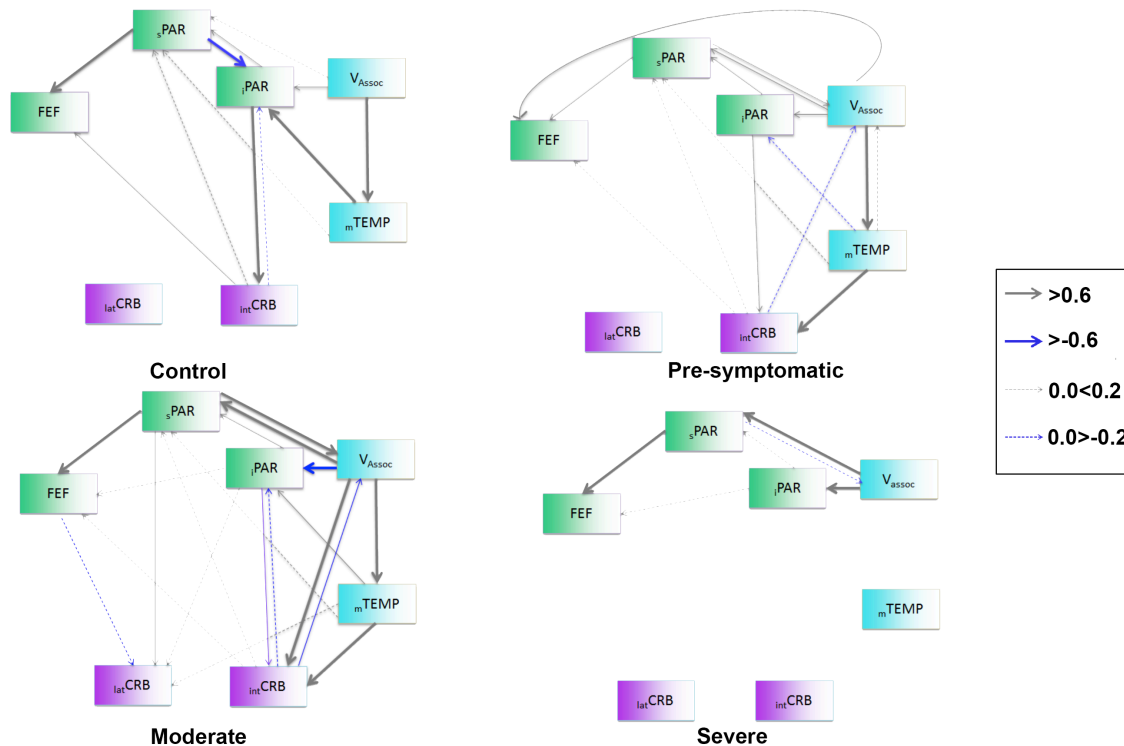 sPAR
iPAR
VAssoc
FEF
mTEMP
latCRB
intCRB
Control
sPAR
VAssoc
iPAR
FEF
mTEMP
latCRB
intCRB
Pre-symptomatic
>0.6
>-0.6
0.0<0.2
0.0>-0.2
sPAR
VAssoc
iPAR
FEF
mTEMP
latCRB
intCRB
Moderate
sPAR
Vassoc
iPAR
FEF
mTEMP
latCRB
intCRB
Severe